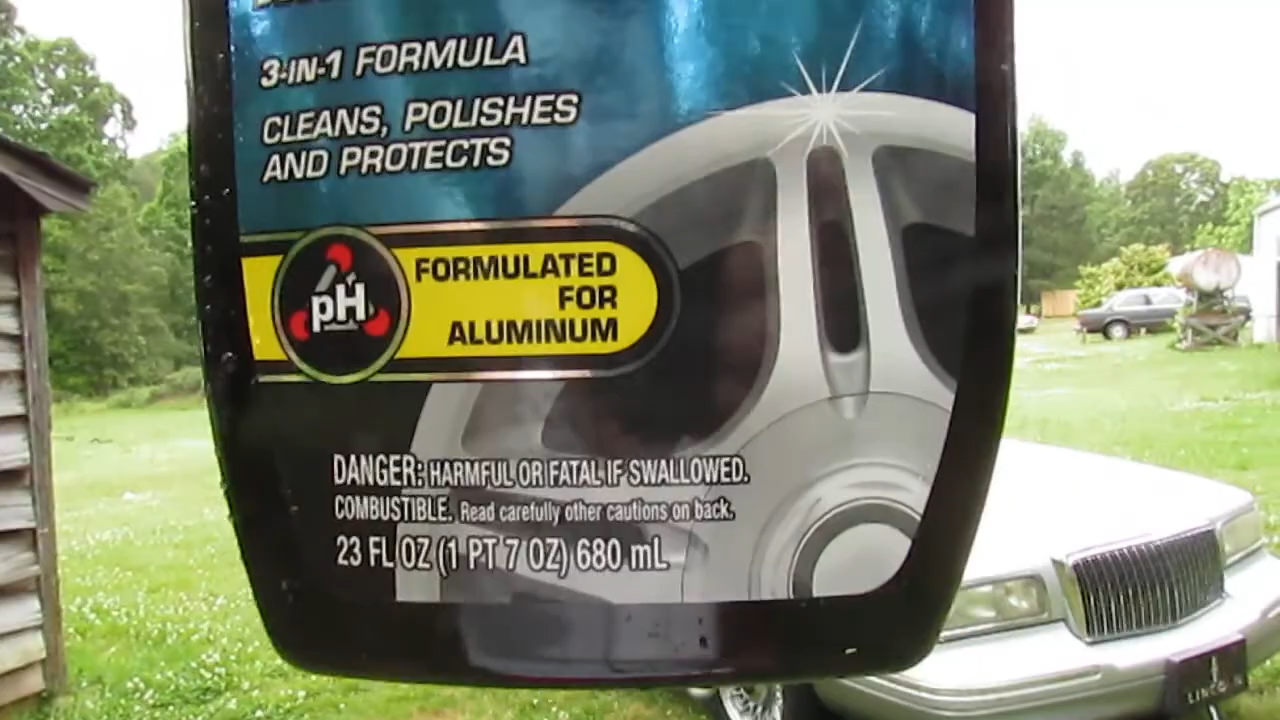 3-IN-1 FORMULA
CLEANS, POLISHES
AND PROTECTS
pH
FORMULATED
FOR
ALUMINUM
DANGER: HARMFUL OR FATAL IF SWALLOWED.
COMBUSTIBLE. Read carefully other cautions on back.
23 FL OZ (1 PT 7 OZ) 680 mL
LINCOLN